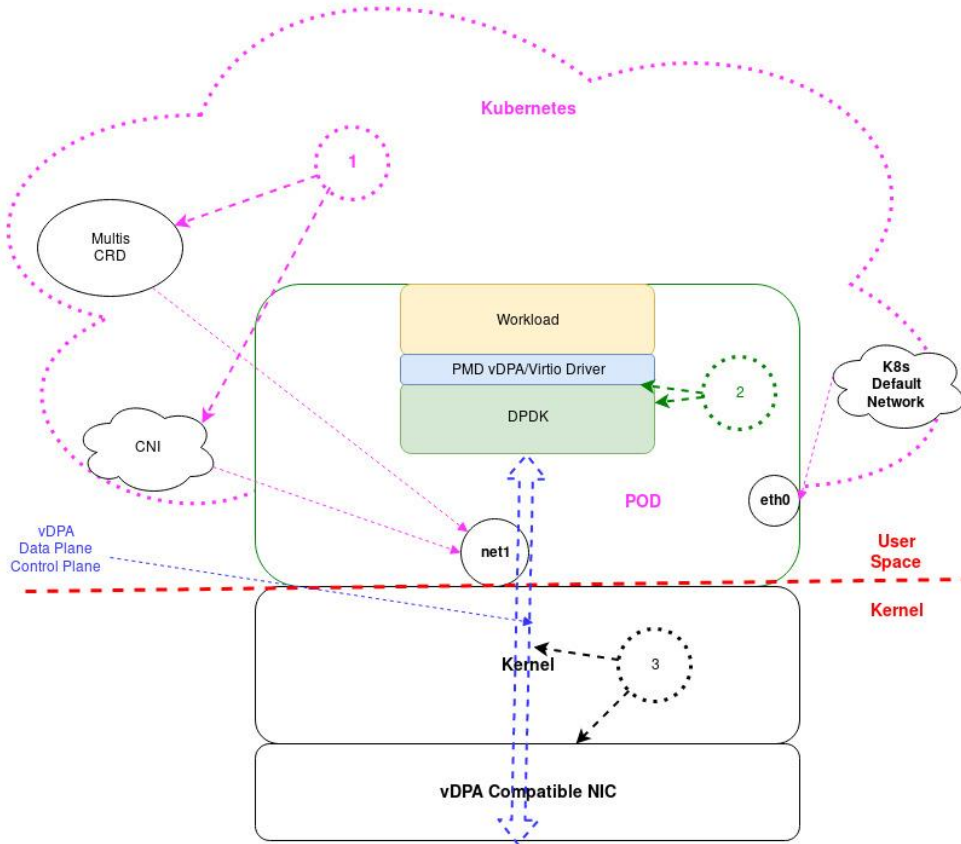 Kubernetes
1
Multis
CRD
Workload
PMD vDPA/Virtio Driver
2
DPDK
K8s
Default
Network
CNI
POD
eth0
vDPA
Data Plane
Control Plane
net1
User
Space
Kernel
Kernel
3
vDPA Compatible NIC